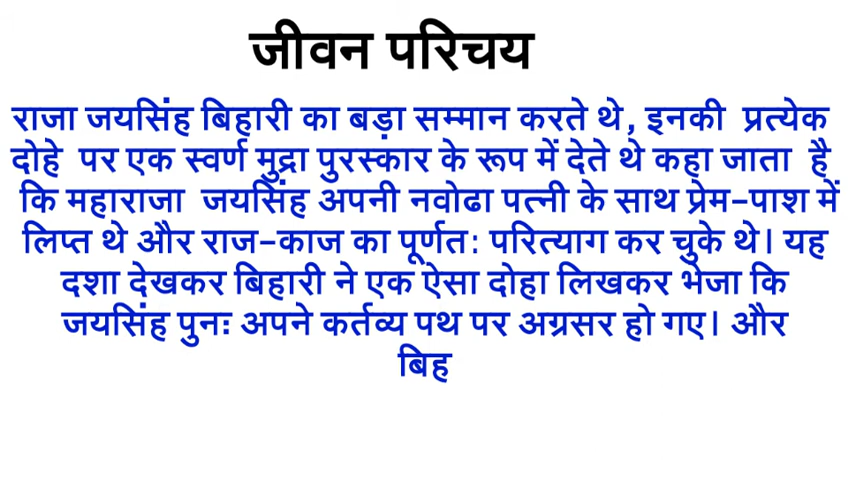 जीवन परिचय
राजा जयसिंह बिहारी का बड़ा सम्मान करते थे, इनकी प्रत्येक
दोहे पर एक स्वर्ण मुद्रा पुरस्कार के रूप में देते थे कहा जाता है
कि महाराजा जयसिंह अपनी नवोढा पत्नी के साथ प्रेम-पाश में
लिप्त थे और राज-काज का पूर्णत: परित्याग कर चुके थे। यह
दशा देखकर बिहारी ने एक ऐसा दोहा लिखकर भेजा कि
जयसिंह पुनः अपने कर्तव्य पथ पर अग्रसर हो गए। और
बिह